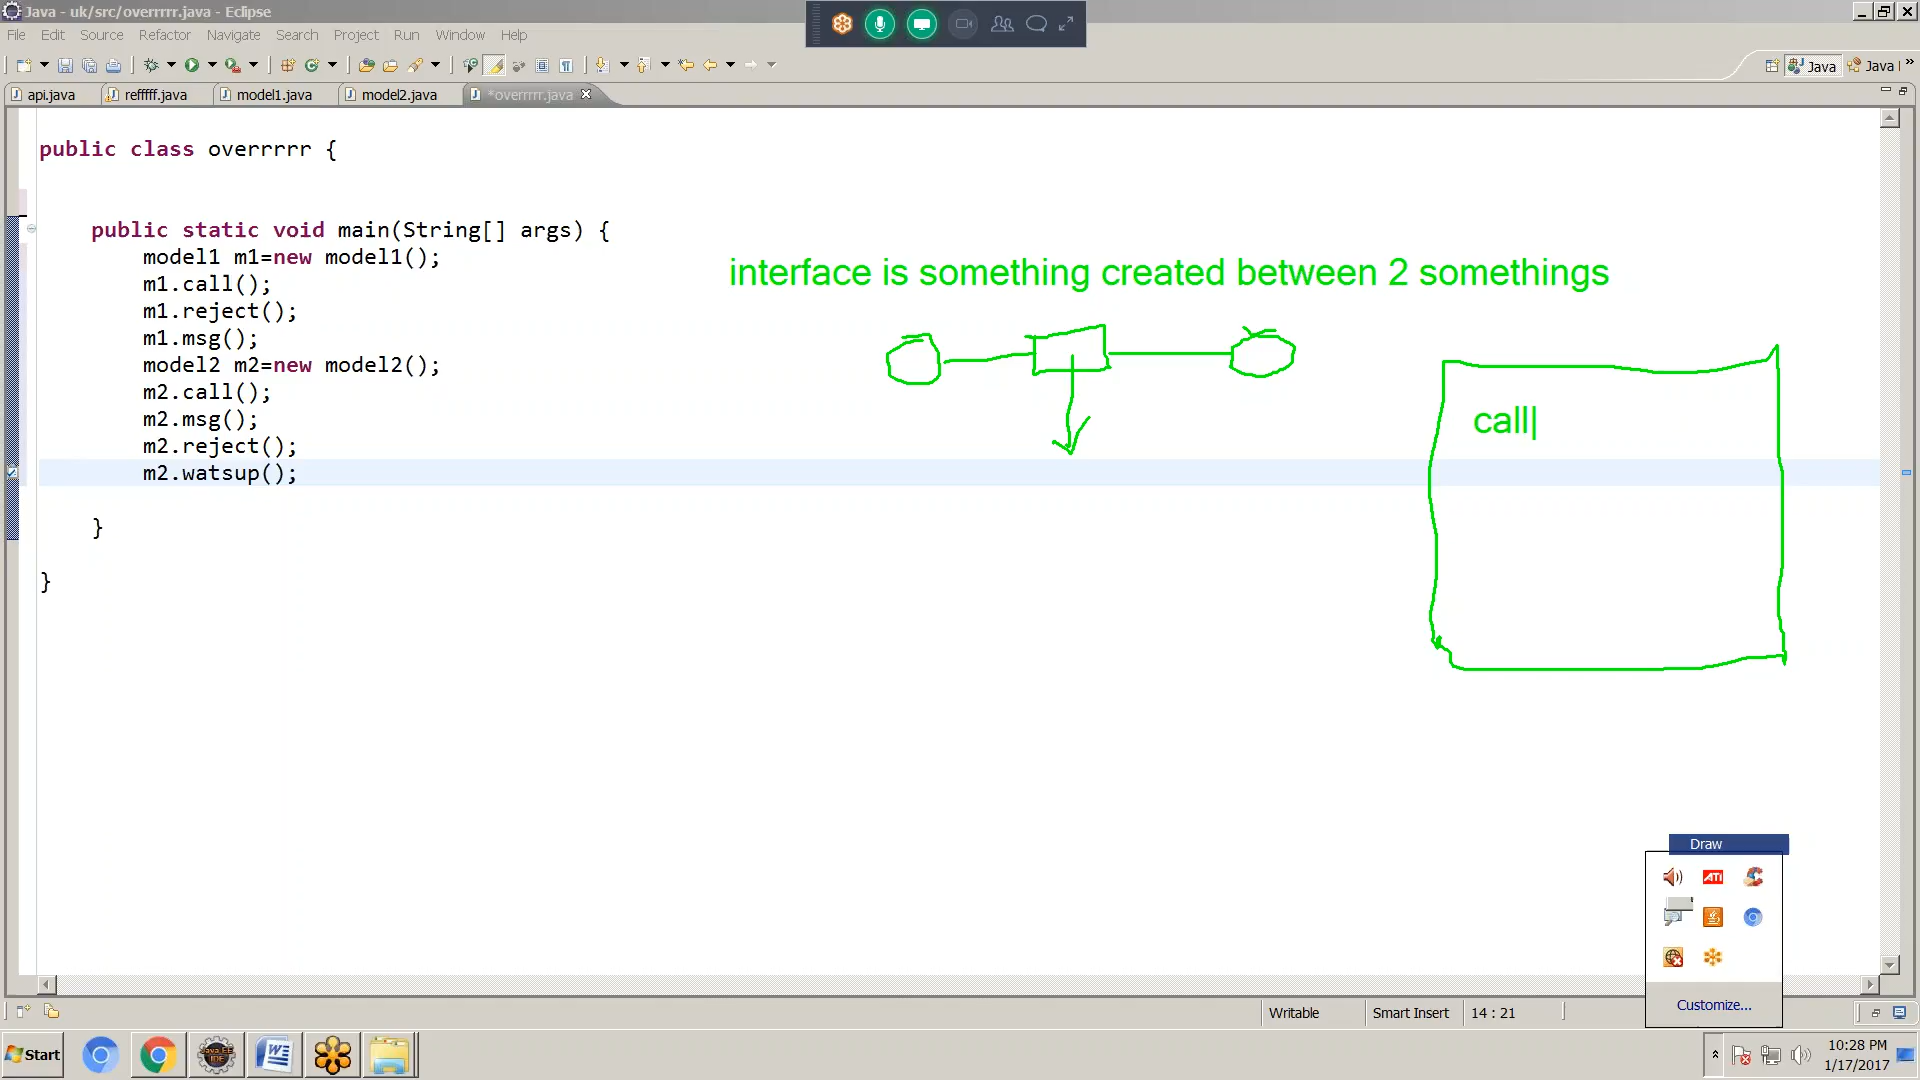 Java - uk/src/overrrrr.java - Eclipse
File Edit Source Refactor Navigate Search Project Run Window Help
Java Java
api.java refffff.java model1.java model2.java *overrrrr.java
public class overrrrr {
public static void main(String[] args) {
model1 m1=new model1();
m1.call();
m1.reject();
m1.msg();
model2 m2=new model2();
m2.call();
m2.msg();
m2.reject();
m2.watsup();
}
}
interface is something created between 2 somethings
call
Draw
ATI
Customize...
Writable Smart Insert 14 : 21
Start
Java EE
IDE
10:28 PM
1/17/2017